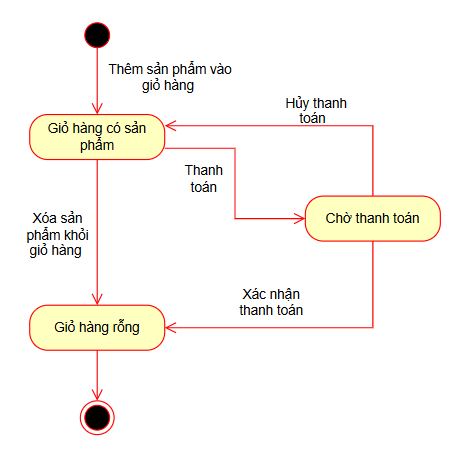 Thêm sản phẩm vào
giỏ hàng
Hủy thanh
toán
Giỏ hàng có sản
phẩm
Thanh
toán
Xóa sản
phẩm khỏi
giỏ hàng
Chờ thanh toán
Xác nhận
thanh toán
Giỏ hàng rỗng